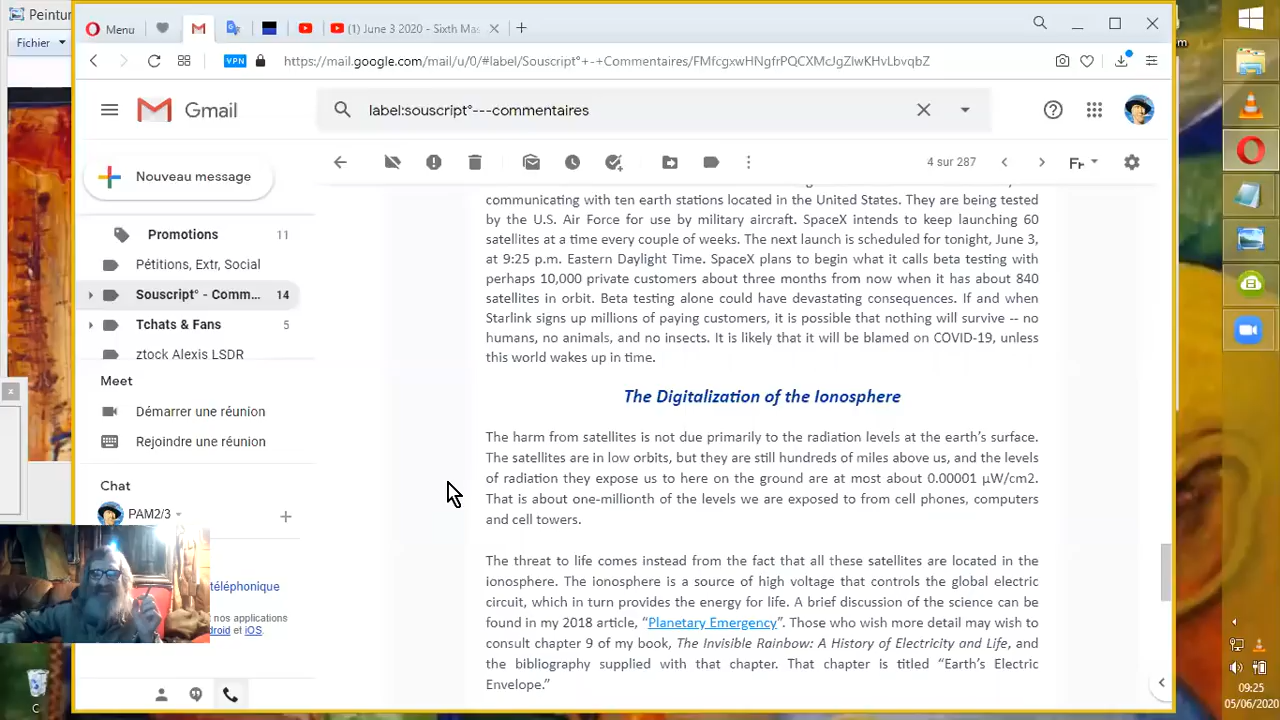 Peintur
Fichier
Menu
(1) June 3 2020 - Sixth Mas
VPN
https://mail.google.com/mail/u/0/#label/Souscript°+-+Commentaires/FMfcgxwHNgfrPQCXMcJgZlwKHrLbvqbZ
Gmail
label:souscript°---commentaires
Nouveau message
4 sur 287
Fr
Promotions 11
Pétitions, Extr, Social
Souscript° - Comm... 14
Tchats & Fans 5
ztock Alexis LSDR
Meet
Démarrer une réunion
Rejoindre une réunion
Chat
PAM2/3
téléphonique
nos applications
droid et iOS.
communicating with ten earth stations located in the United States. They are being tested
by the U.S. Air Force for use by military aircraft. SpaceX intends to keep launching 60
satellites at a time every couple of weeks. The next launch is scheduled for tonight, June 3,
at 9:25 p.m. Eastern Daylight Time. SpaceX plans to begin what it calls beta testing with
perhaps 10,000 private customers about three months from now when it has about 840
satellites in orbit. Beta testing alone could have devastating consequences. If and when
Starlink signs up millions of paying customers, it is possible that nothing will survive -- no
humans, no animals, and no insects. It is likely that it will be blamed on COVID-19, unless
this world wakes up in time.
The Digitalization of the Ionosphere
The harm from satellites is not due primarily to the radiation levels at the earth's surface.
The satellites are in low orbits, but they are still hundreds of miles above us, and the levels
of radiation they expose us to here on the ground are at most about 0.00001 µW/cm2.
That is about one-millionth of the levels we are exposed to from cell phones, computers
and cell towers.
The threat to life comes instead from the fact that all these satellites are located in the
ionosphere. The ionosphere is a source of high voltage that controls the global electric
circuit, which in turn provides the energy for life. A brief discussion of the science can be
found in my 2018 article, “Planetary Emergency”. Those who wish more detail may wish to
consult chapter 9 of my book, The Invisible Rainbow: A History of Electricity and Life, and
the bibliography supplied with that chapter. That chapter is titled “Earth’s Electric
Envelope.”
C
09:25
05/06/2020